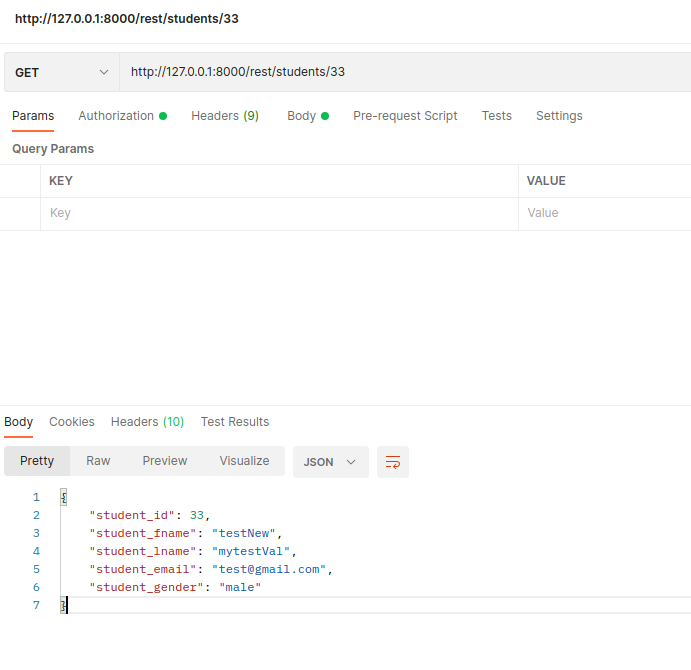 http://127.0.0.1:8000/rest/students/33
GET http://127.0.0.1:8000/rest/students/33
Params Authorization Headers (9) Body Pre-request Script Tests Settings
Query Params
KEY VALUE
Key Value
Body Cookies Headers (10) Test Results
Pretty Raw Preview Visualize JSON
1 {
2 "student_id": 33,
3 "student_fname": "testNew",
4 "student_lname": "mytestVal",
5 "student_email": "test@gmail.com",
6 "student_gender": "male"
7 }